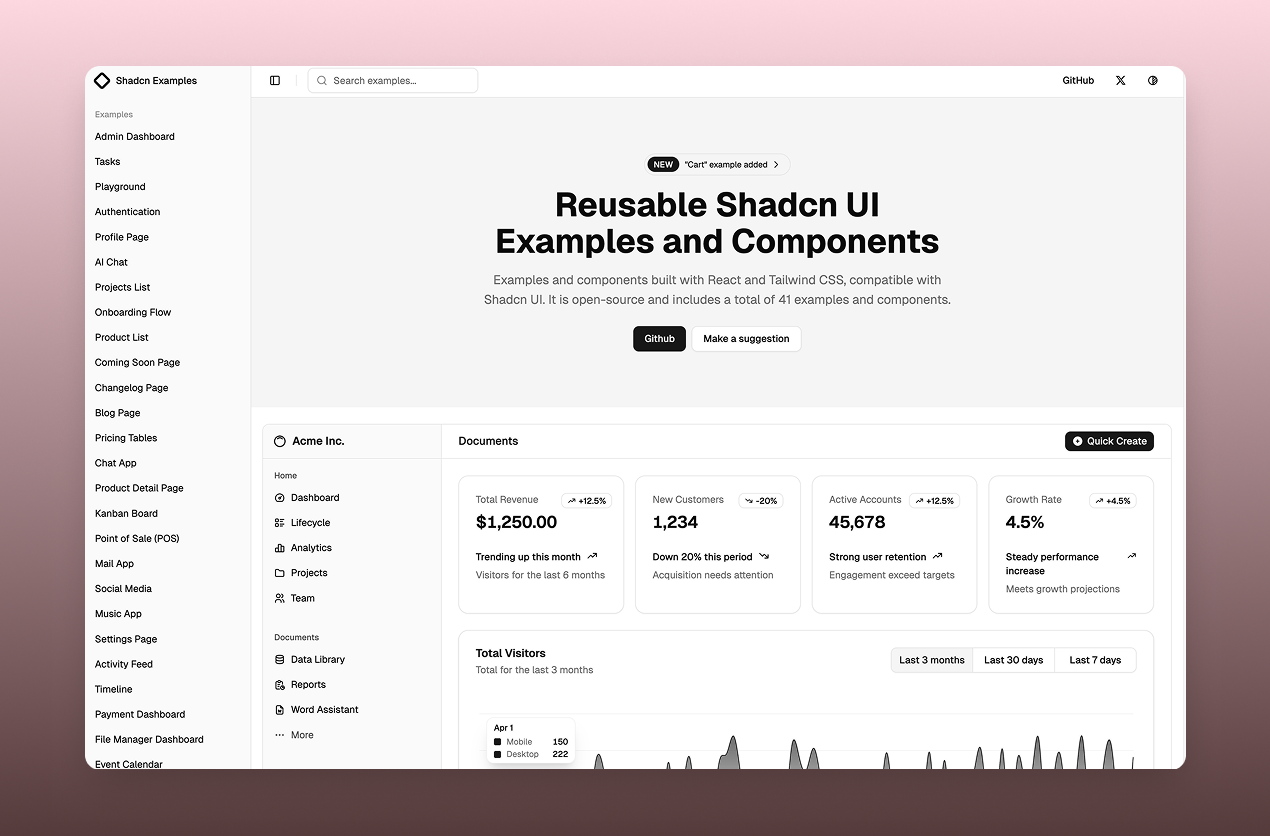 Shadcn Examples
Search examples...
GitHub
Examples
Admin Dashboard
Tasks
Playground
Authentication
Profile Page
AI Chat
Projects List
Onboarding Flow
Product List
Coming Soon Page
Changelog Page
Blog Page
Pricing Tables
Chat App
Product Detail Page
Kanban Board
Point of Sale (POS)
Mail App
Social Media
Music App
Settings Page
Activity Feed
Timeline
Payment Dashboard
File Manager Dashboard
Event Calendar
NEW "Cart" example added
Reusable Shadcn UI
Examples and Components
Examples and components built with React and Tailwind CSS, compatible with
Shadcn UI. It is open-source and includes a total of 41 examples and components.
Github
Make a suggestion
Acme Inc.
Home
Dashboard
Lifecycle
Analytics
Projects
Team
Documents
Data Library
Reports
Word Assistant
More
Documents
Quick Create
Total Revenue
+12.5%
$1,250.00
Trending up this month
Visitors for the last 6 months
New Customers
-20%
1,234
Down 20% this period
Acquisition needs attention
Active Accounts
+12.5%
45,678
Strong user retention
Engagement exceed targets
Growth Rate
+4.5%
4.5%
Steady performance
increase
Meets growth projections
Total Visitors
Total for the last 3 months
Last 3 months
Last 30 days
Last 7 days
Apr 1
Mobile 150
Desktop 222